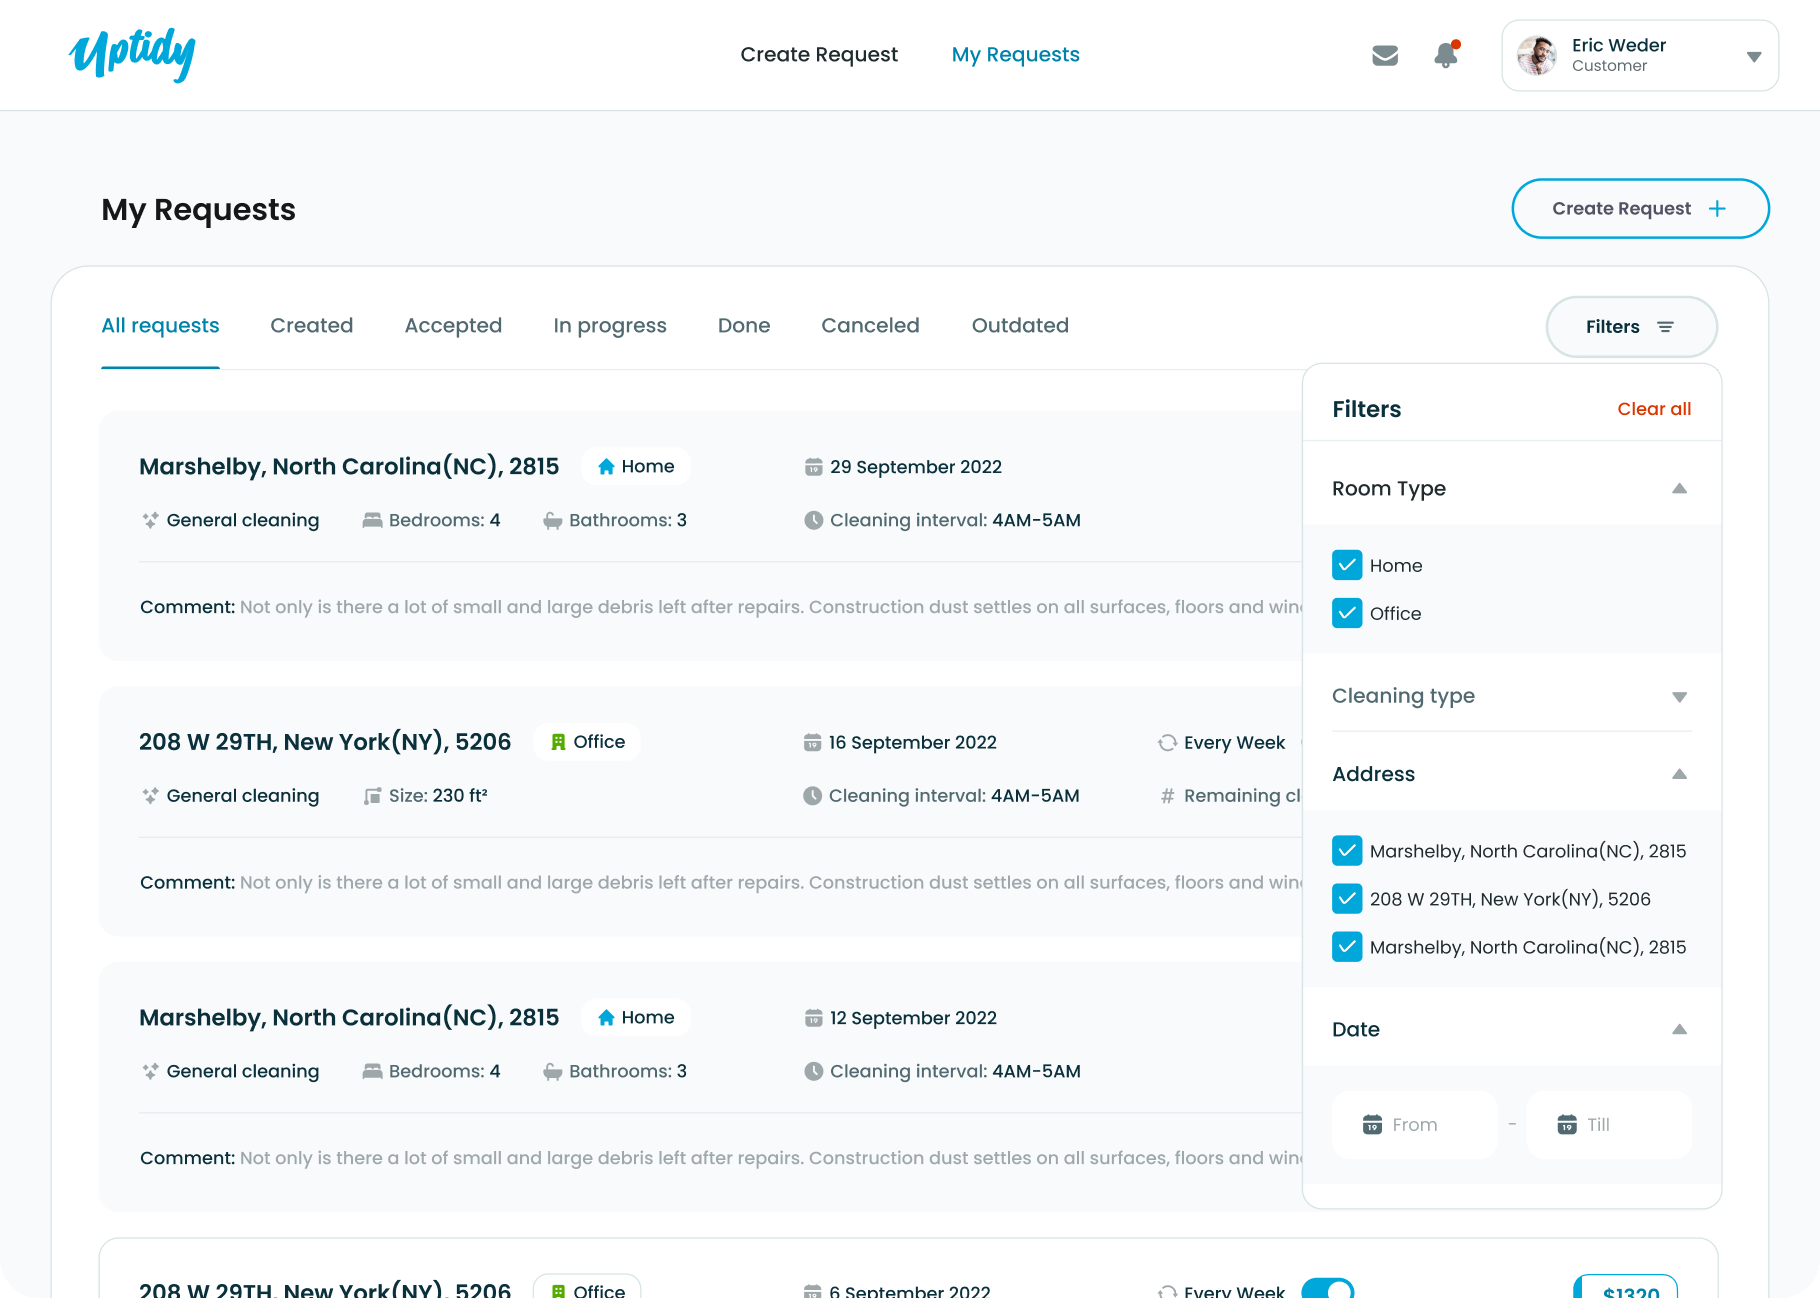 Uptidy
Create Request
My Requests
Eric Weder
Customer
My Requests
Create Request
All requests
Created
Accepted
In progress
Done
Canceled
Outdated
Filters
Filters
Clear all
Marshelby, North Carolina(NC), 2815
Home
29 September 2022
General cleaning
Bedrooms: 4
Bathrooms: 3
Cleaning interval: 4AM-5AM
Comment: Not only is there a lot of small and large debris left after repairs. Construction dust settles on all surfaces, floors and
Room Type
Home
Office
Cleaning type
208 W 29TH, New York(NY), 5206
Office
16 September 2022
Every Week
General cleaning
Size: 230 ft²
Cleaning interval: 4AM-5AM
# Remaining
Comment: Not only is there a lot of small and large debris left after repairs. Construction dust settles on all surfaces, floors and
Address
Marshelby, North Carolina(NC), 2815
208 W 29TH, New York(NY), 5206
Marshelby, North Carolina(NC), 2815
Marshelby, North Carolina(NC), 2815
Home
12 September 2022
General cleaning
Bedrooms: 4
Bathrooms: 3
Cleaning interval: 4AM-5AM
Comment: Not only is there a lot of small and large debris left after repairs. Construction dust settles on all surfaces, floors and
Date
From
-
Till
208 W 29TH, New York(NY), 5206
Office
6 September 2022
Every Week
$1320